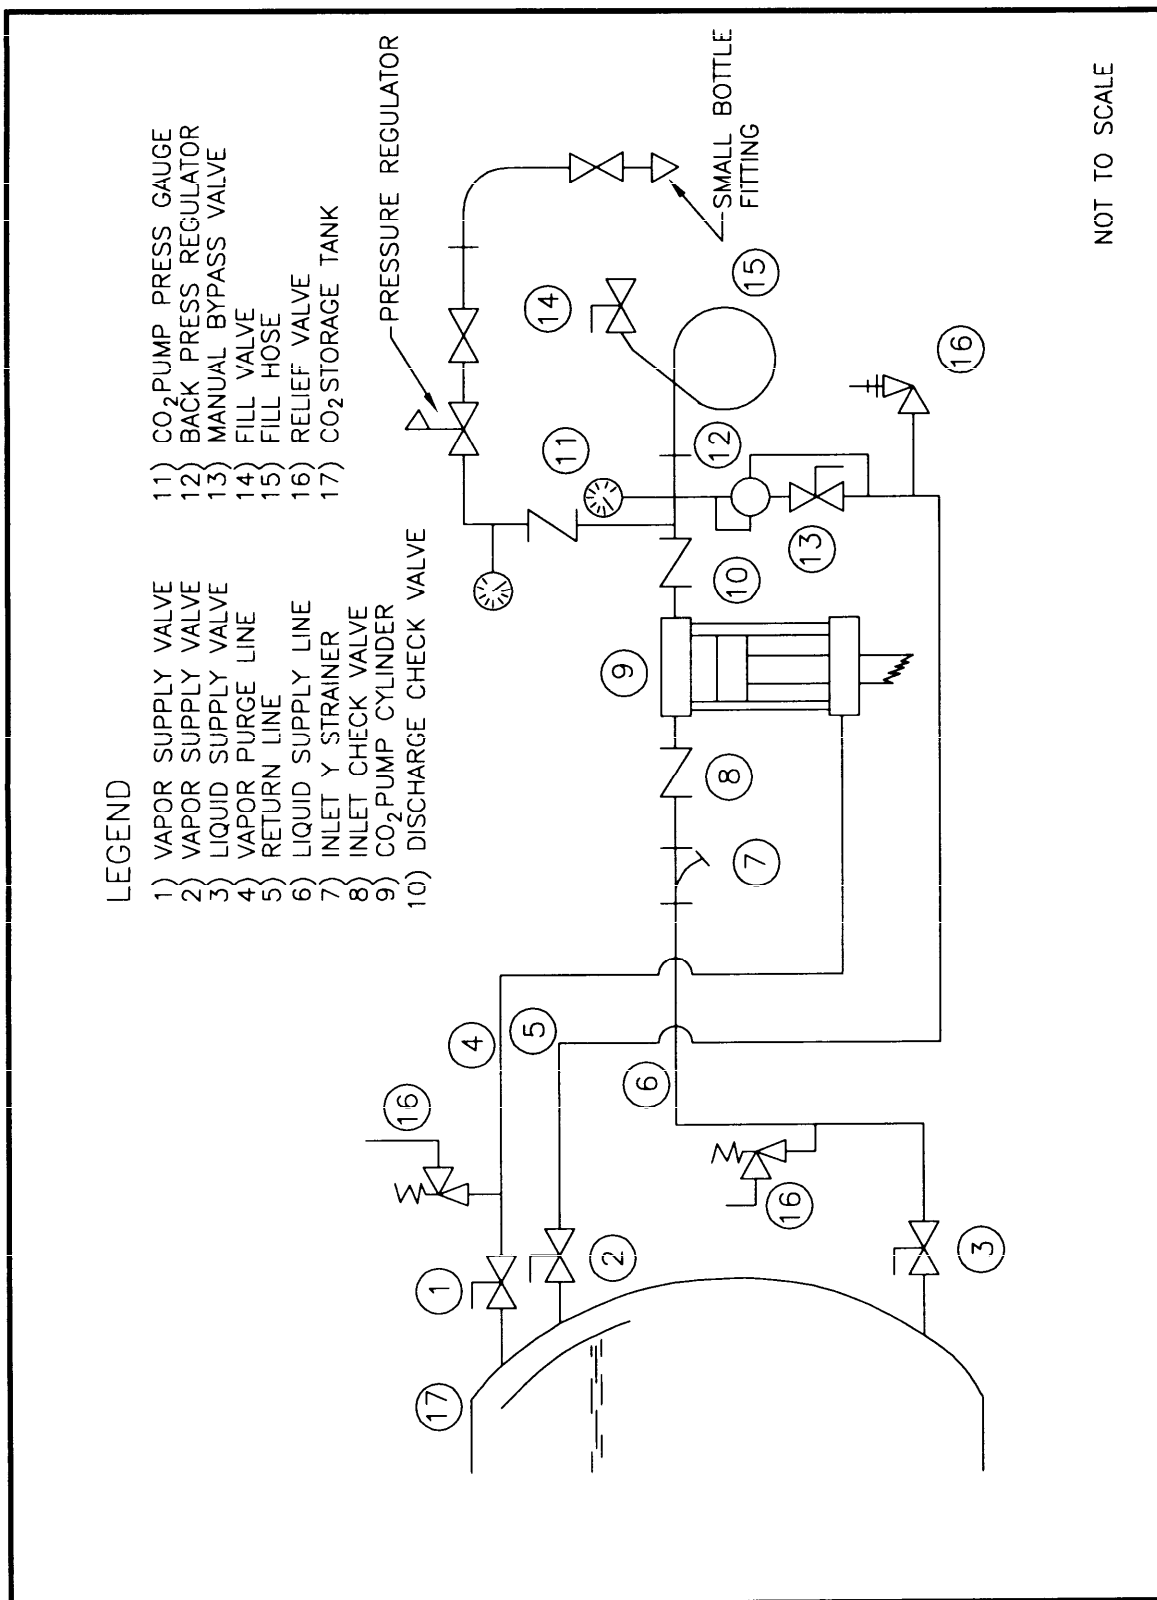 LEGEND
1) VAPOR SUPPLY VALVE
2) VAPOR SUPPLY VALVE
3) LIQUID SUPPLY VALVE
4) VAPOR PURGE LINE
5) RETURN LINE
6) LIQUID SUPPLY LINE
7) INLET Y STRAINER
8) INLET CHECK VALVE
9) CO2 PUMP CYLINDER
10) DISCHARGE CHECK VALVE
11) CO2 PUMP PRESS GAUGE
12) BACK PRESS REGULATOR
13) MANUAL BYPASS VALVE
14) FILL VALVE
15) FILL HOSE
16) RELIEF VALVE
17) CO2 STORAGE TANK
PRESSURE REGULATOR
SMALL BOTTLE
FITTING
17
1
2
3
16
16
4
5
6
7
8
9
10
11
12
13
14
15
16
NOT TO SCALE